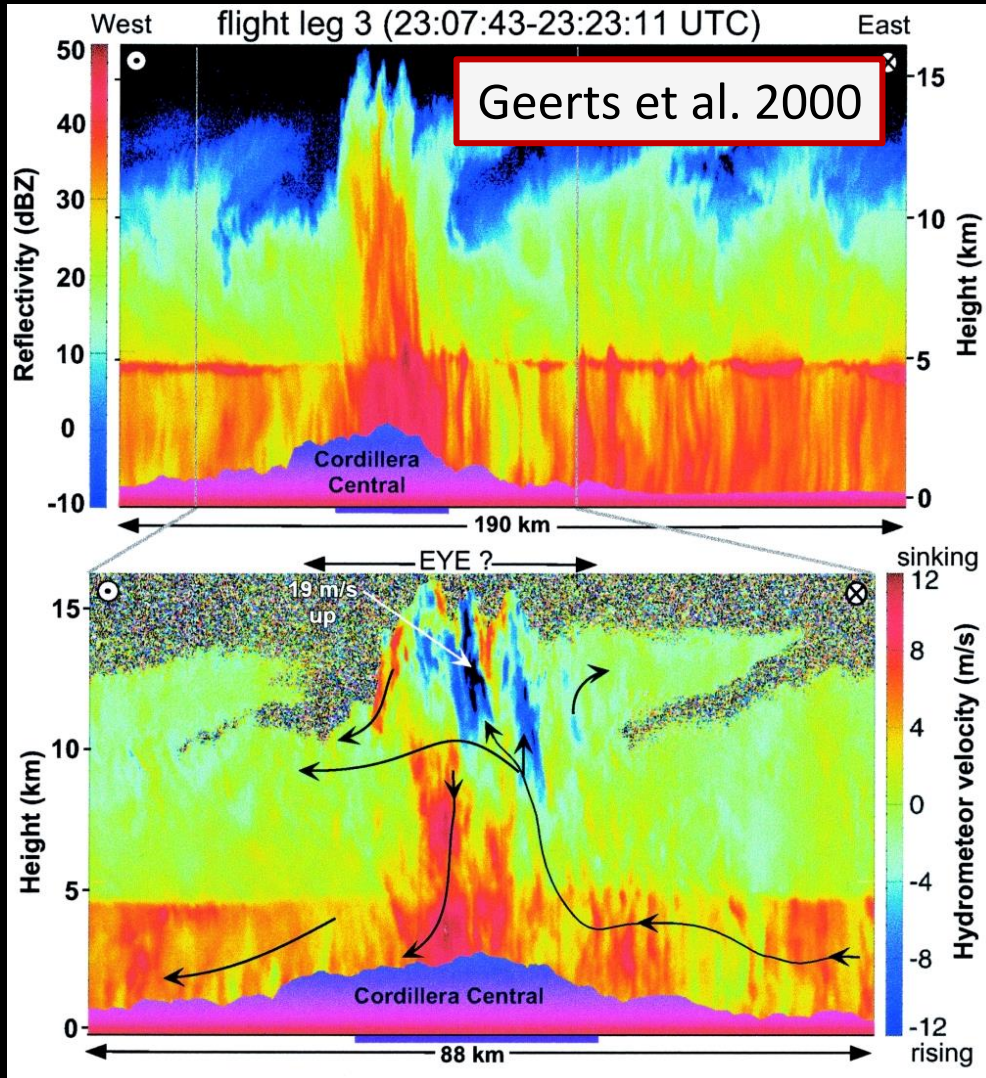 West flight leg 3 (23:07:43-23:23:11 UTC) East
Geerts et al. 2000
50
40
30
20
10
0
-10
Reflectivity (dBZ)
15
10
5
0
Height (km)
Cordillera
Central
190 km
EYE ?
sinking
19 m/s
up
15
10
5
0
Height (km)
12
8
4
0
-4
-8
-12
Hydrometeor velocity (m/s)
Cordillera Central
88 km
rising